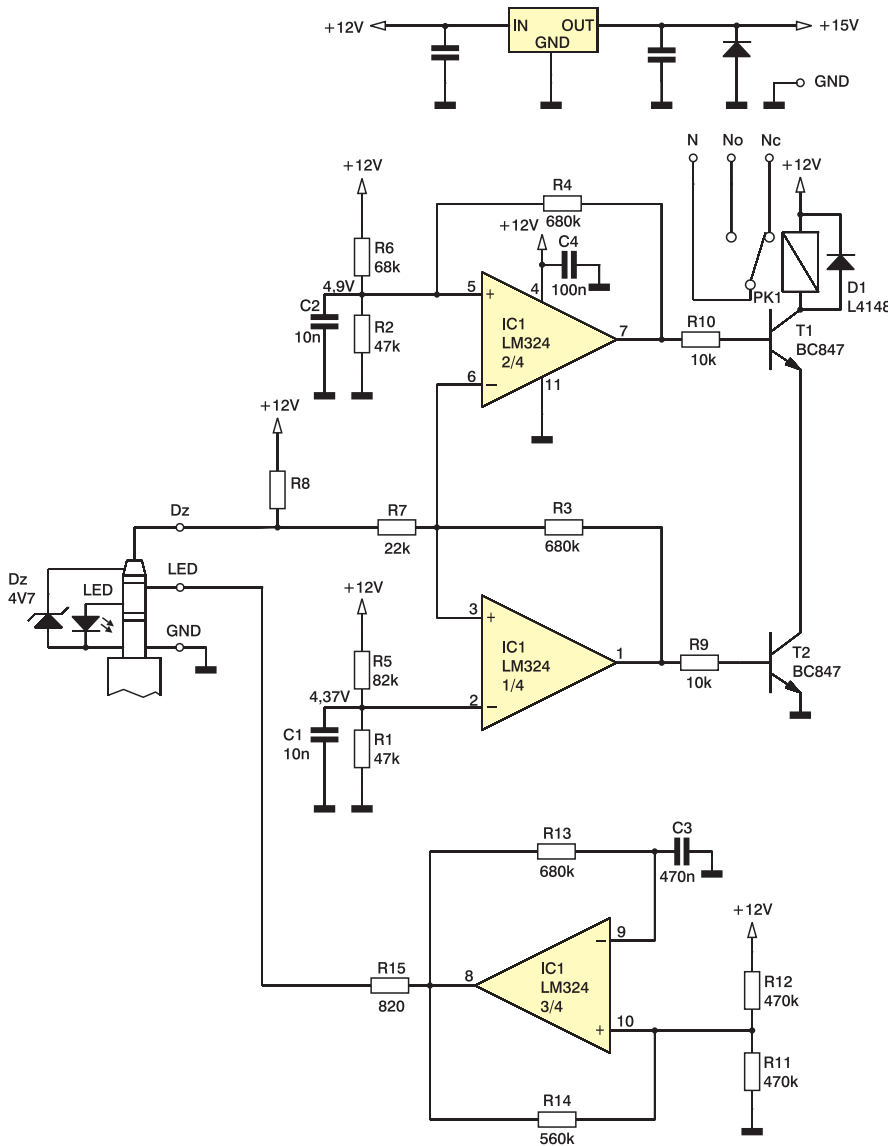 +12V
IN
OUT
GND
+15V
GND
N
No
Nc
+12V
+12V
R4
680k
+12V
C4
100n
R6
68k
4,9V
C2
10n
R2
47k
5
+
4
IC1
LM324
2/4
7
6
−
11
R10
10k
PK1
D1
L4148
T1
BC847
+12V
R8
Dz
R7
22k
R3
680k
Dz
4V7
LED
LED
GND
+12V
R5
82k
4,37V
C1
10n
R1
47k
3
+
IC1
LM324
1/4
1
2
−
R9
10k
T2
BC847
R13
680k
C3
470n
+12V
9
−
R15
820
8
IC1
LM324
3/4
10
+
R12
470k
R11
470k
R14
560k